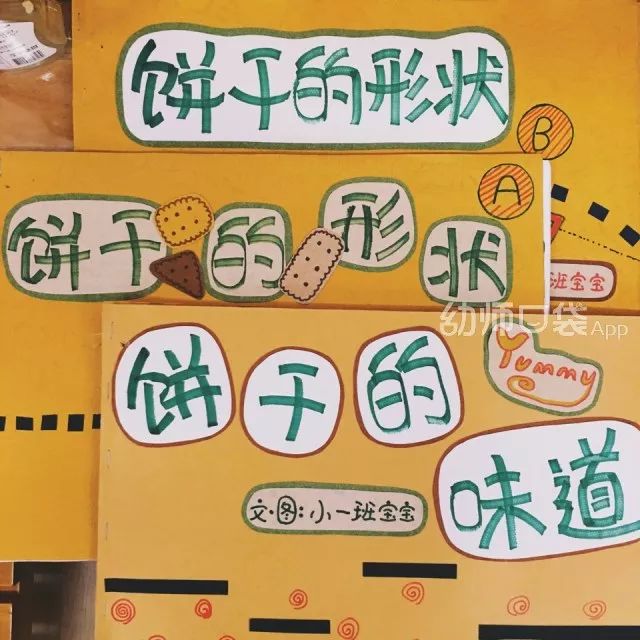 饼干的形状
B
A
饼干的形状
班宝宝
幼师口袋App
饼干的
Yummy
味道
文·图:小一班宝宝